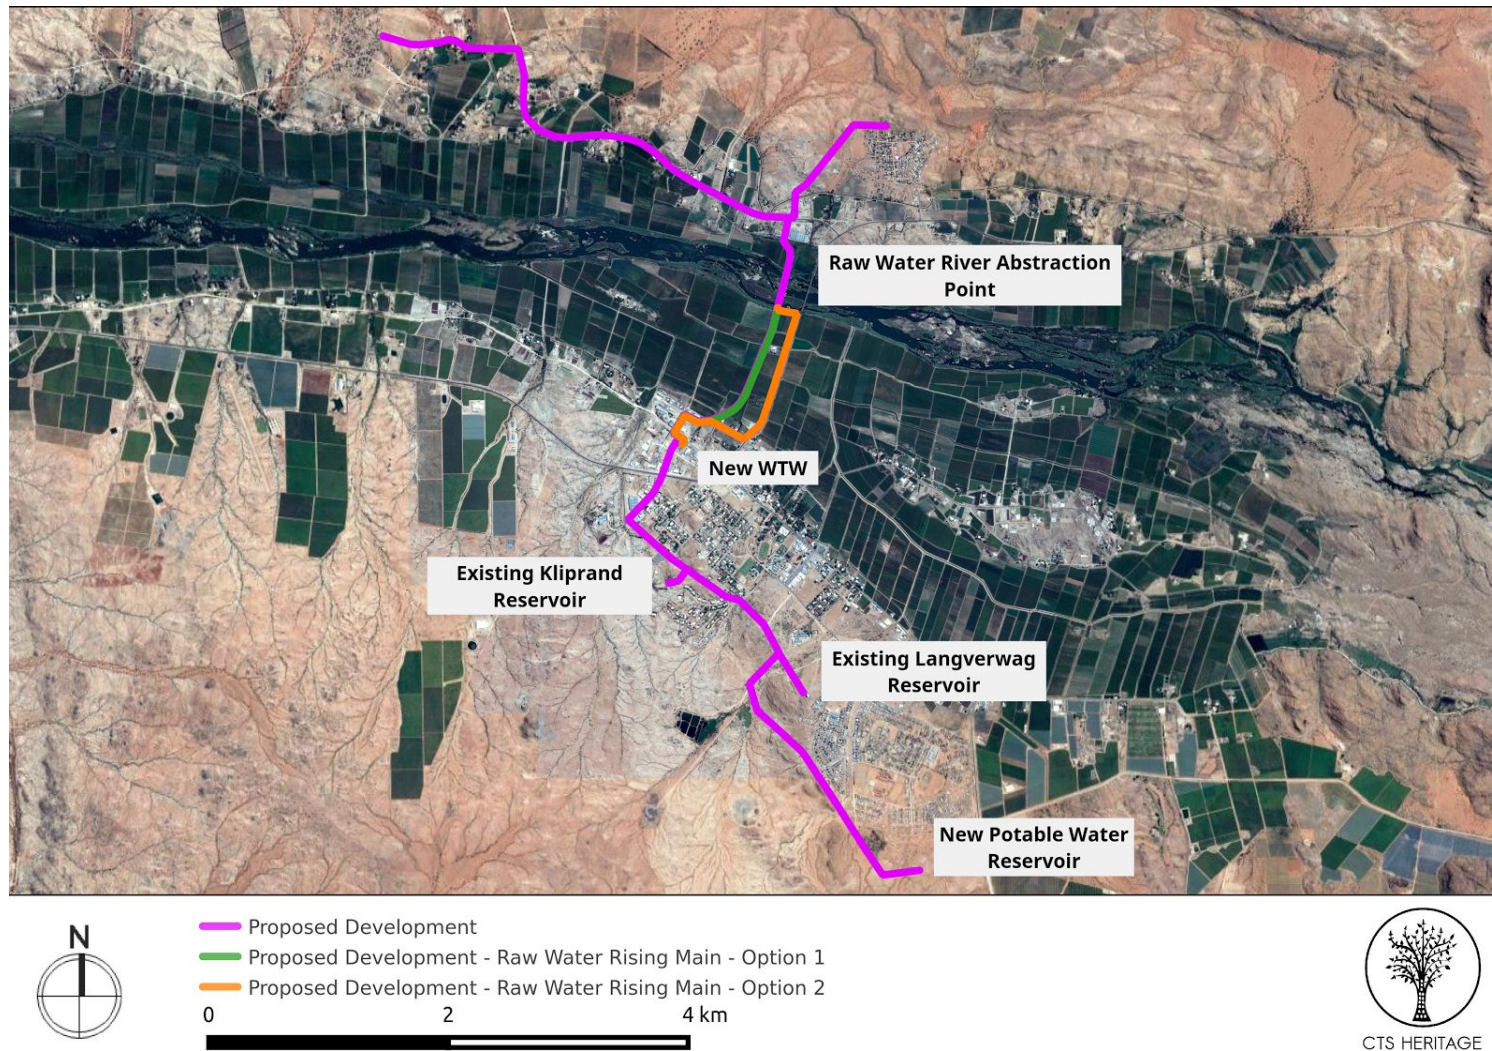 Raw Water River Abstraction
Point
New WTW
Existing Kliprand
Reservoir
Existing Langverwag
Reservoir
New Potable Water
Reservoir
N
Proposed Development
Proposed Development - Raw Water Rising Main - Option 1
Proposed Development - Raw Water Rising Main - Option 2
0 2 4 km
CTS HERITAGE